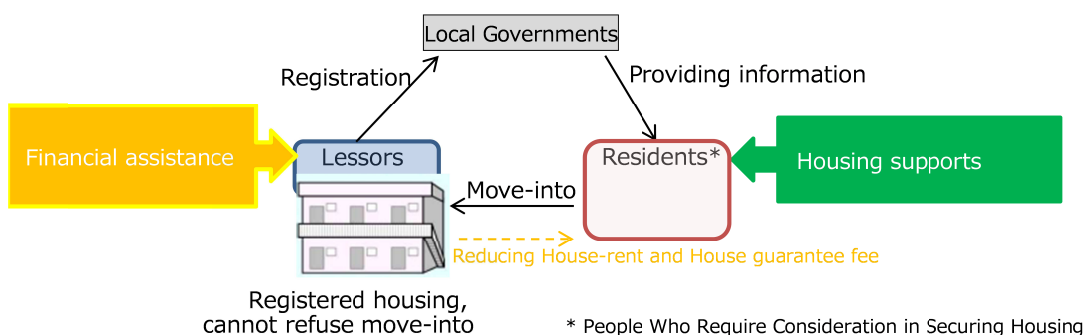 Local Governments
Registration
Providing information
Financial assistance
Lessors
Residents*
Housing supports
Move-into
Reducing House-rent and House guarantee fee
Registered housing,
cannot refuse move-into
* People Who Require Consideration in Securing Housing